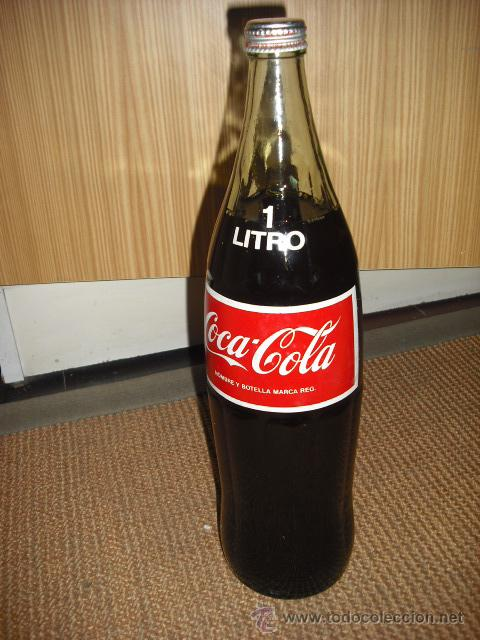 1
LITRO
Coca-Cola
NOMBRE Y BOTELLA MARCA REG.
www.todocoleccion.net